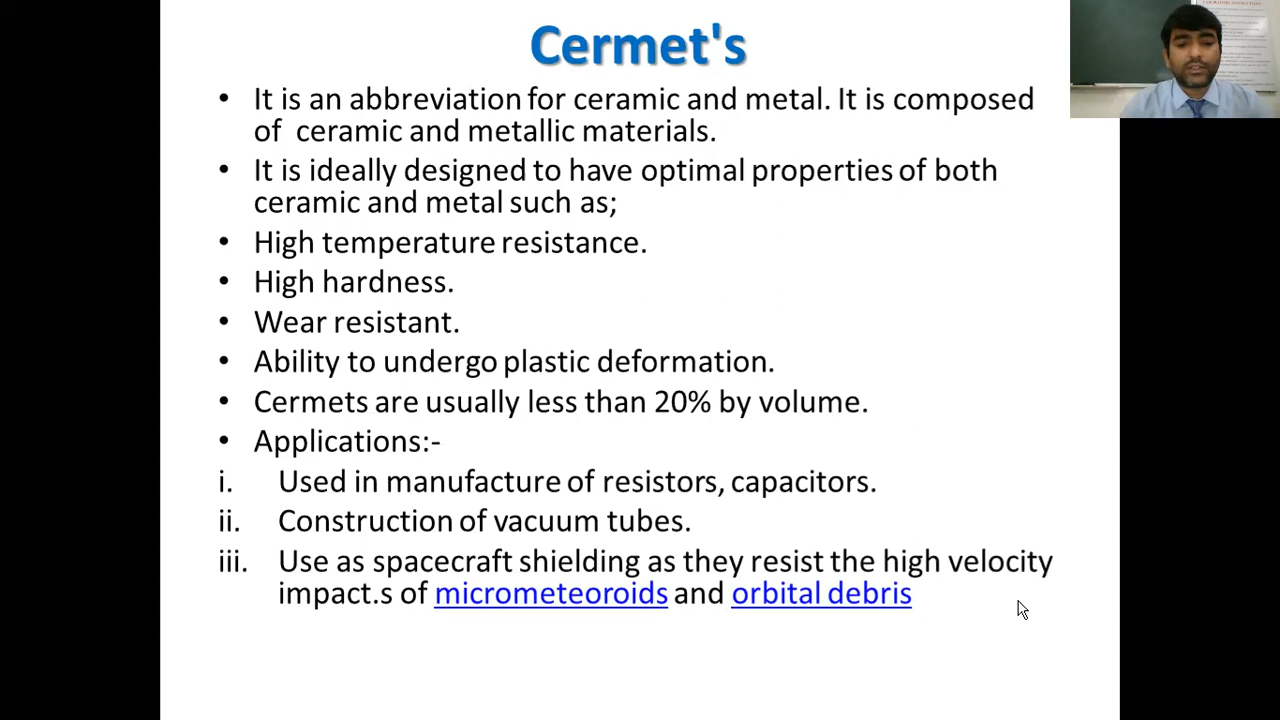 Cermet's
• It is an abbreviation for ceramic and metal. It is composed
of ceramic and metallic materials.
• It is ideally designed to have optimal properties of both
ceramic and metal such as;
• High temperature resistance.
• High hardness.
• Wear resistant.
• Ability to undergo plastic deformation.
• Cermets are usually less than 20% by volume.
• Applications:-
i. Used in manufacture of resistors, capacitors.
ii. Construction of vacuum tubes.
iii. Use as spacecraft shielding as they resist the high velocity
impact.s of micrometeoroids and orbital debris